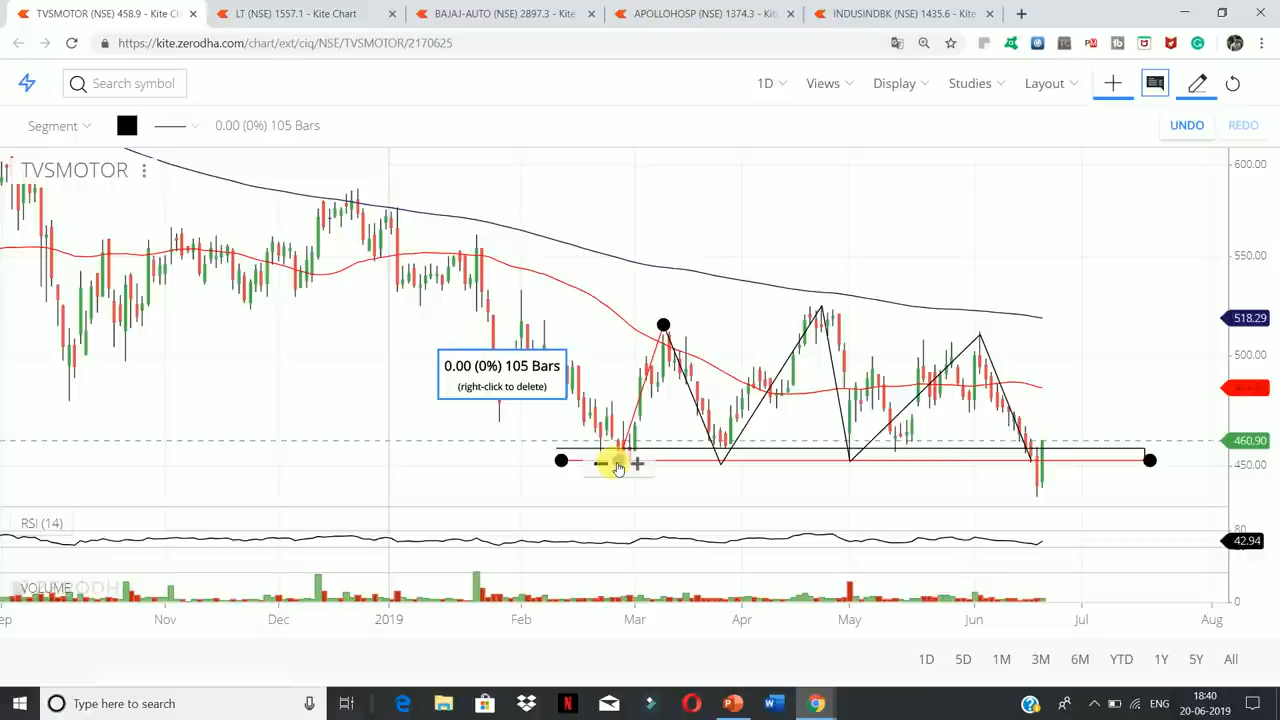 TVSMOTOR (NSE) 458.9 - Kite Ch
LT (NSE) 1557.1 - Kite Chart
BAJAJ-AUTO (NSE) 2897.3 - Kite
APOLLOHOSP (NSE) 1374.3 - Kite
INDUSINDBK (NSE) 1435.6 - Kite
https://kite.zerodha.com/chart/ext/ciq/NSE/TVSMOTOR/2170625
Search symbol
1D
Views
Display
Studies
Layout
Segment
0.00 (0%) 105 Bars
UNDO
REDO
TVSMOTOR
600.00
550.00
518.29
500.00
460.90
450.00
0.00 (0%) 105 Bars
(right-click to delete)
RSI (14)
80
42.94
VOLUME
0
ep
Nov
Dec
2019
Feb
Mar
Apr
May
Jun
Jul
Aug
1D
5D
1M
3M
6M
YTD
1Y
5Y
All
Type here to search
ENG
18:40
20-06-2019